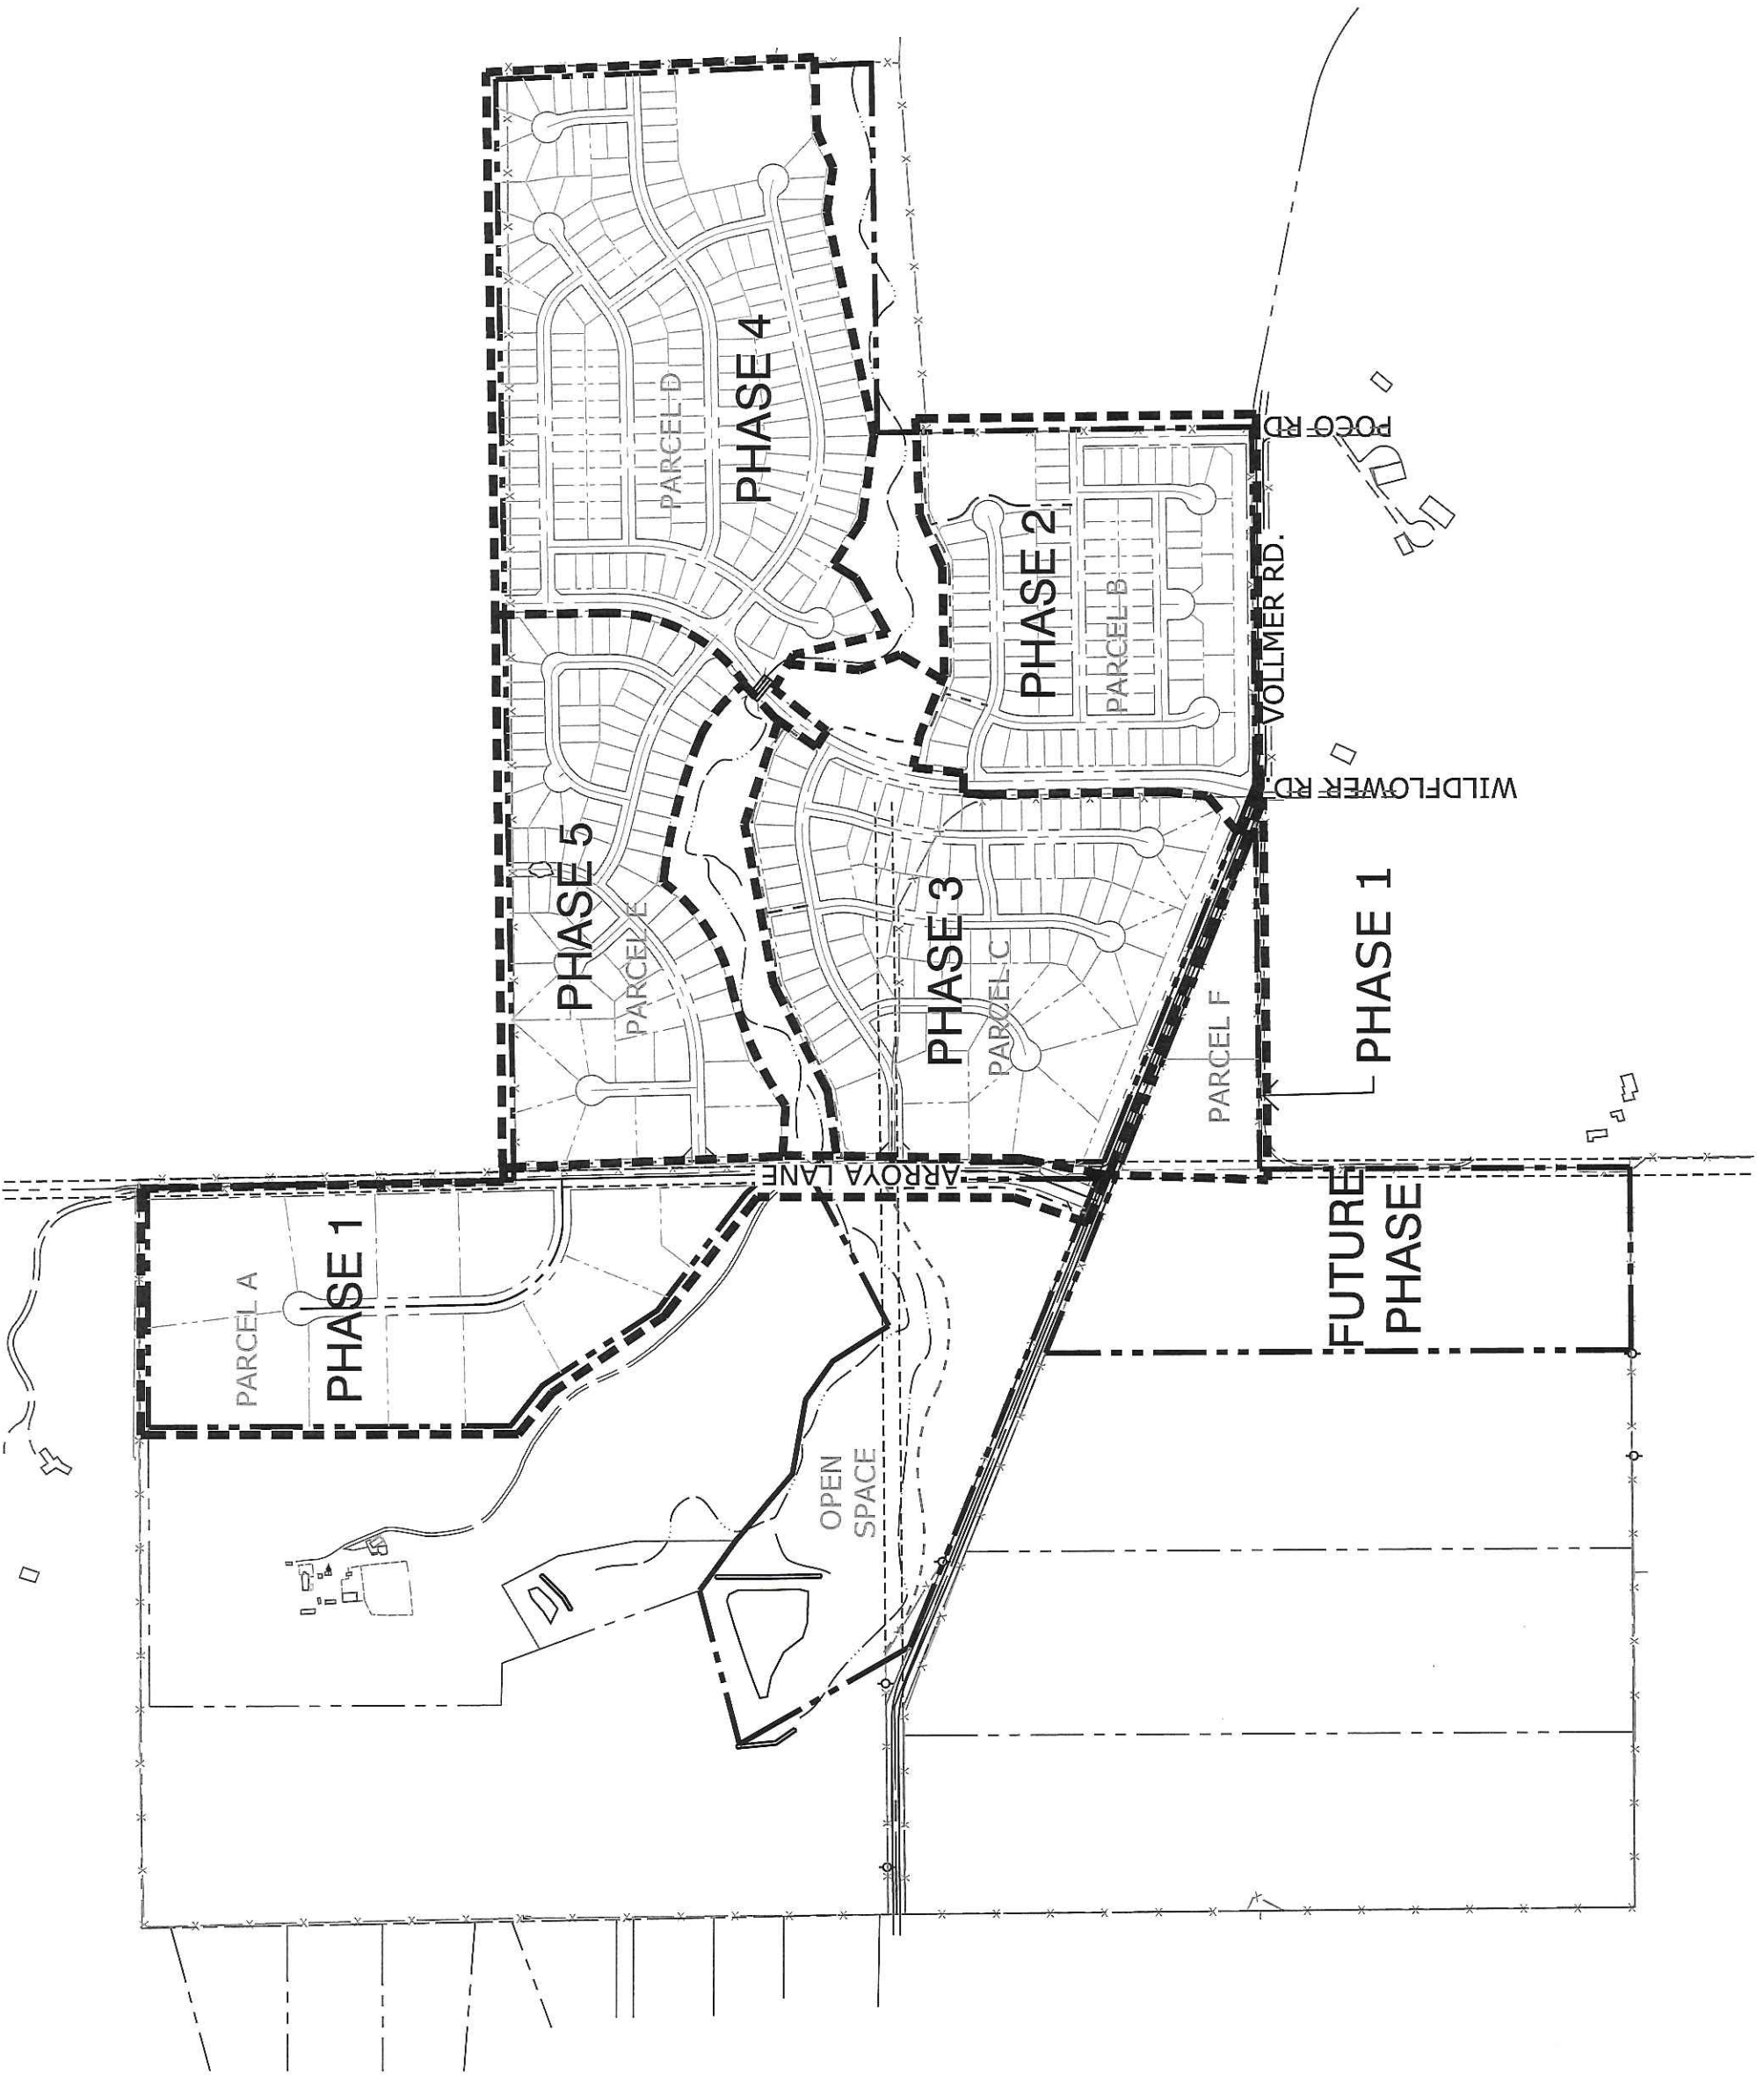 PHASE 4
PARCEL D
POCO RD
PHASE 2
PARCEL B
VOLLMER RD.
WILDFLOWER RD
PHASE 5
PARCEL E
PHASE 3
PARCEL C
PARCEL F
PHASE 1
ARROYA LANE
PARCEL A
PHASE 1
FUTURE
PHASE
OPEN
SPACE